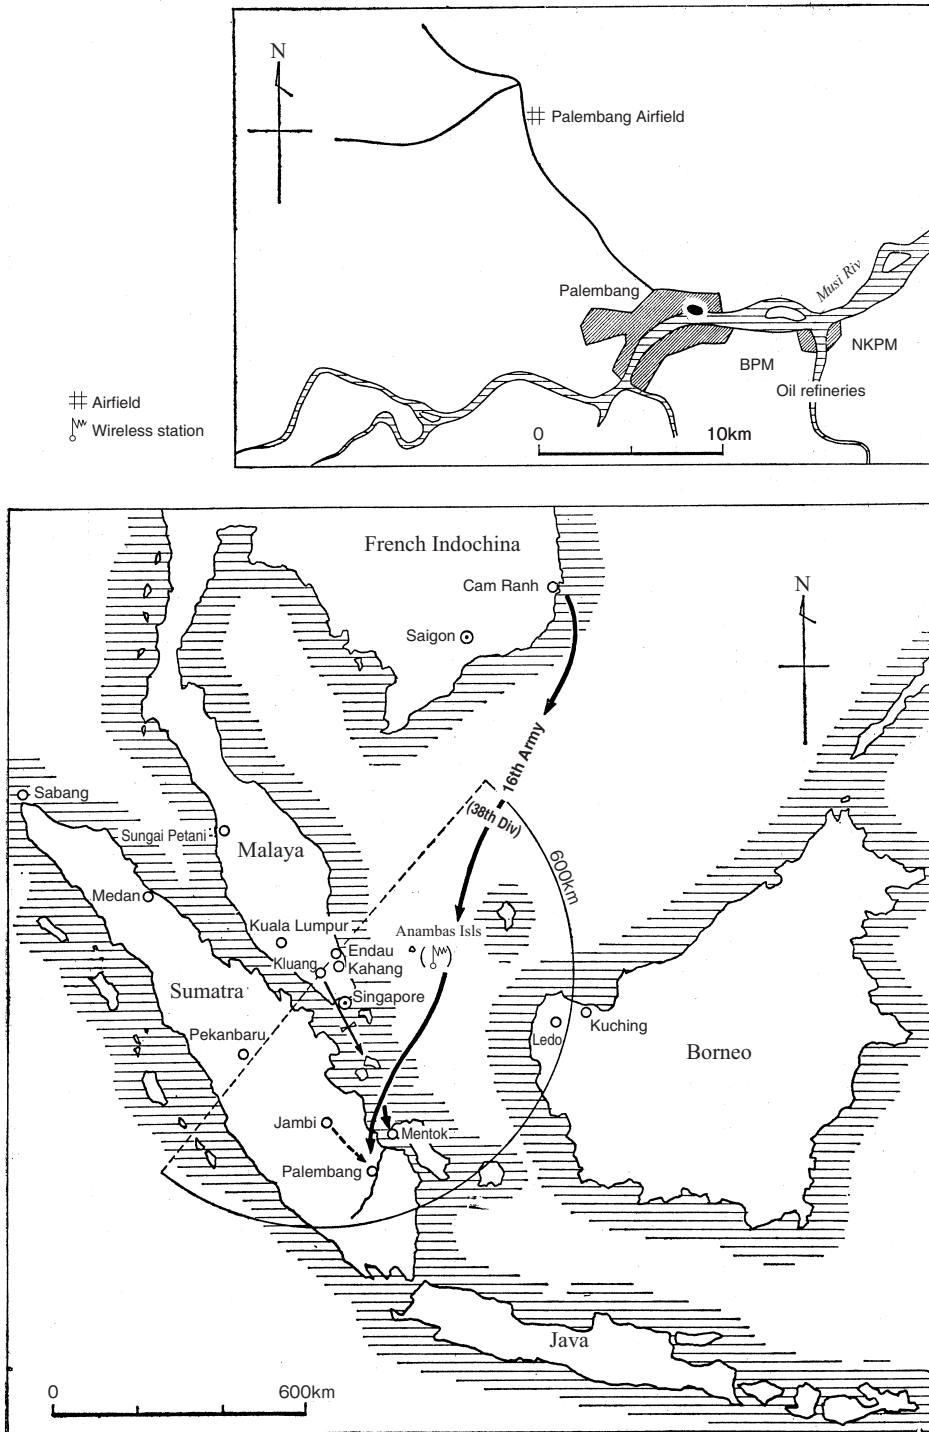 N
Palembang Airfield
Palembang
Musi Riv
NKPM
BPM
Oil refineries
Airfield
Wireless station
0 10km
French Indochina
Cam Ranh
N
Saigon
16th Army
(38th Div)
Sabang
Sungai Petani
Malaya
600km
Medan
Kuala Lumpur
Anambas Isls
Endau
Kluang
Kahang
Sumatra
Singapore
Pekanbaru
Kuching
Ledo
Borneo
Jambi
Mentok
Palembang
Java
0 600km